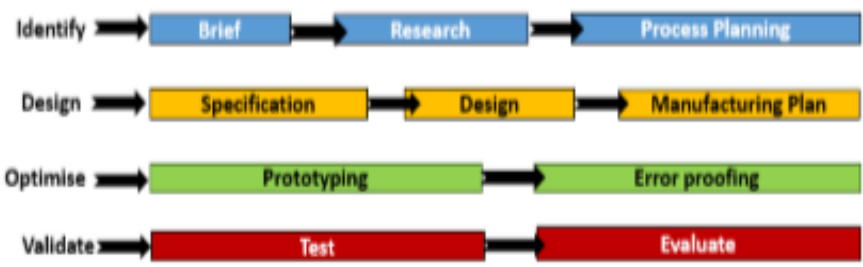 Identify Brief Research Process Planning
Design Specification Design Manufacturing Plan
Optimise Prototyping Error proofing
Validate Test Evaluate